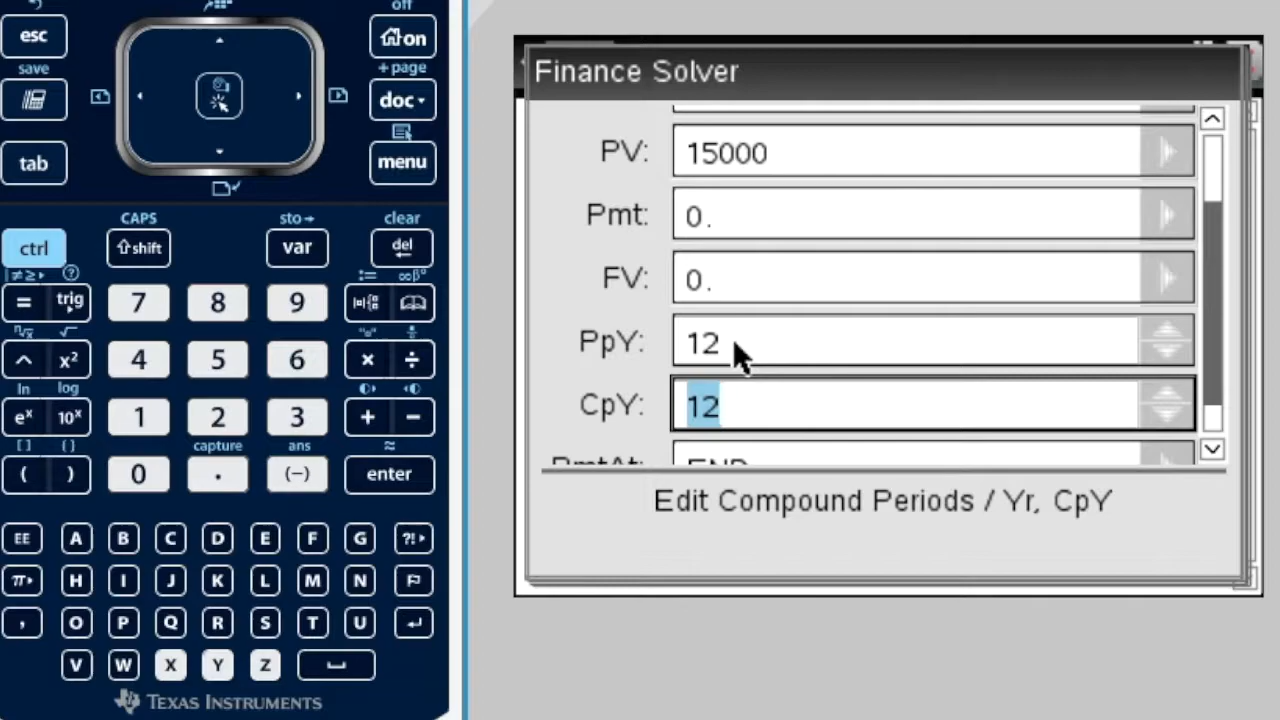 off
esc
on
save
+ page
doc
tab
menu
CAPS
sto→
clear
ctrl
⇧shift
var
del
|≠≥▸
:=
∞β°
=
trig
7
8
9
|▫|{▫
ⁿ√x
√
"▫"
^
x²
4
5
6
×
÷
ln
log
eˣ
10ˣ
1
2
3
+
−
[ ]
{ }
capture
ans
≈
(
)
0
.
(−)
enter
EE
A
B
C
D
E
F
G
?!▸
π▸
H
I
J
K
L
M
N
,
O
P
Q
R
S
T
U
↵
V
W
X
Y
Z
TEXAS INSTRUMENTS
Finance Solver
PV: 15000
Pmt: 0.
FV: 0.
PpY: 12
CpY: 12
PmtAt: END
Edit Compound Periods / Yr, CpY